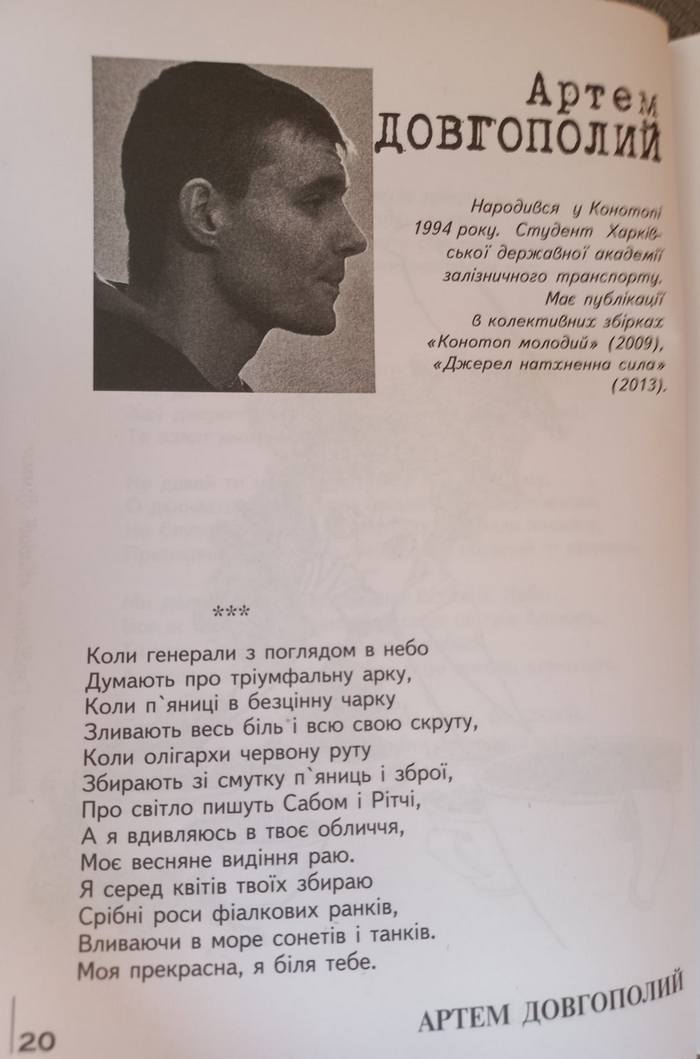 Артем
ДОВГОПОЛИЙ
Народився у Конотопі
1994 року. Студент Харків-
ської державної академії
залізничного транспорту.
Має публікації
в колективних збірках
«Конотоп молодий» (2009),
«Джерел натхненна сила»
(2013).
***
Коли генерали з поглядом в небо
Думають про тріумфальну арку,
Коли п`яниці в безцінну чарку
Зливають весь біль і всю свою скруту,
Коли олігархи червону руту
Збирають зі смутку п`яниць і зброї,
Про світло пишуть Сабом і Рітчі,
А я вдивляюсь в твоє обличчя,
Моє весняне видіння раю.
Я серед квітів твоїх збираю
Срібні роси фіалкових ранків,
Вливаючи в море сонетів і танків.
Моя прекрасна, я біля тебе.
АРТЕМ ДОВГОПОЛИЙ
20